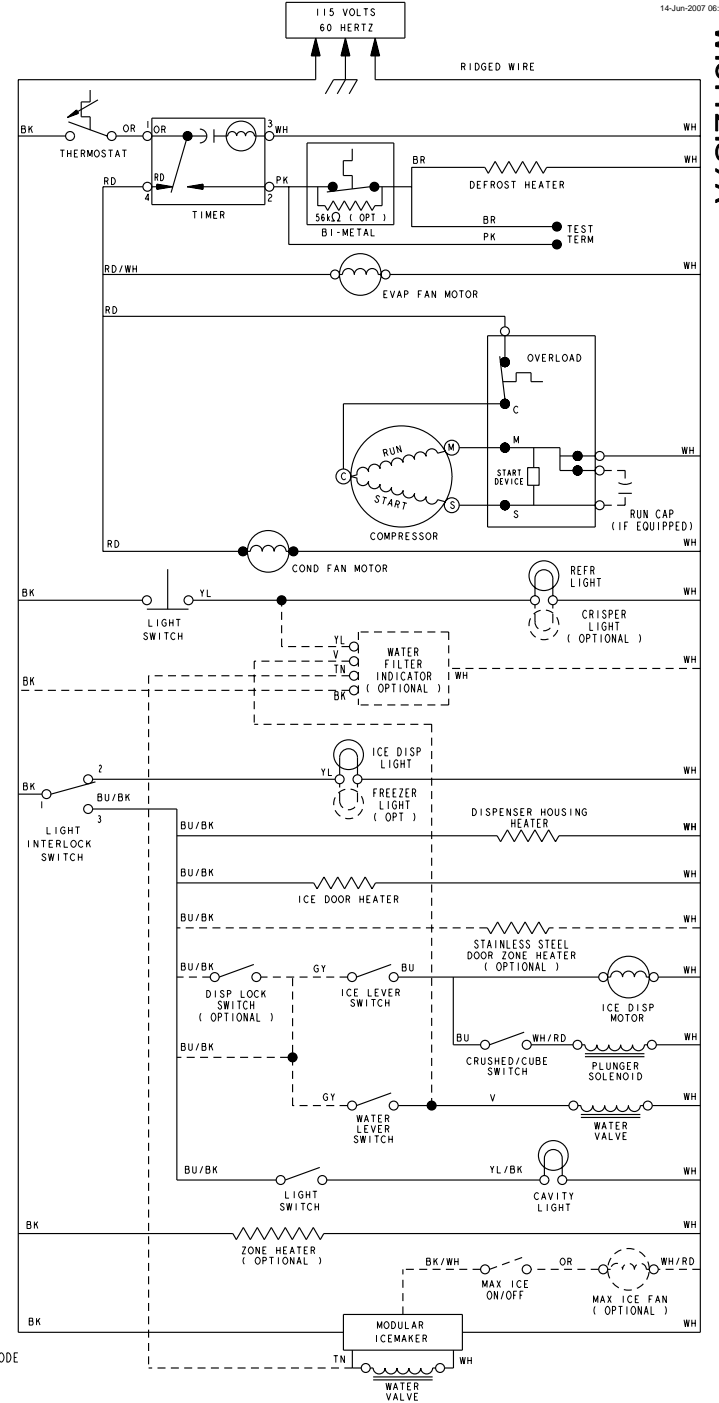 14-Jun-2007 06:
115 VOLTS
60 HERTZ
RIDGED WIRE
BK
THERMOSTAT
OR
1
OR
3
WH
WH
RD
4
RD
2
PK
TIMER
56kΩ ( OPT )
BI-METAL
BR
DEFROST HEATER
WH
BR
PK
TEST
TERM
RD/WH
EVAP FAN MOTOR
WH
RD
OVERLOAD
C
M
RUN
START
C
M
S
COMPRESSOR
START
DEVICE
S
WH
RUN CAP
(IF EQUIPPED)
RD
COND FAN MOTOR
WH
BK
LIGHT
SWITCH
YL
REFR
LIGHT
CRISPER
LIGHT
( OPTIONAL )
WH
YL
V
TN
BK
WATER
FILTER
INDICATOR
( OPTIONAL )
WH
WH
BK
BK
1
2
3
LIGHT
INTERLOCK
SWITCH
BU/BK
YL
ICE DISP
LIGHT
FREEZER
LIGHT
( OPT )
WH
BU/BK
DISPENSER HOUSING
HEATER
WH
BU/BK
ICE DOOR HEATER
WH
BU/BK
STAINLESS STEEL
DOOR ZONE HEATER
( OPTIONAL )
WH
BU/BK
DISP LOCK
SWITCH
( OPTIONAL )
GY
ICE LEVER
SWITCH
BU
ICE DISP
MOTOR
WH
BU
CRUSHED/CUBE
SWITCH
WH/RD
PLUNGER
SOLENOID
WH
BU/BK
GY
WATER
LEVER
SWITCH
V
WATER
VALVE
WH
BU/BK
LIGHT
SWITCH
YL/BK
CAVITY
LIGHT
WH
BK
ZONE HEATER
( OPTIONAL )
WH
BK/WH
MAX ICE
ON/OFF
OR
MAX ICE FAN
( OPTIONAL )
WH/RD
BK
MODULAR
ICEMAKER
WH
TN
WATER
VALVE
WH
ODE